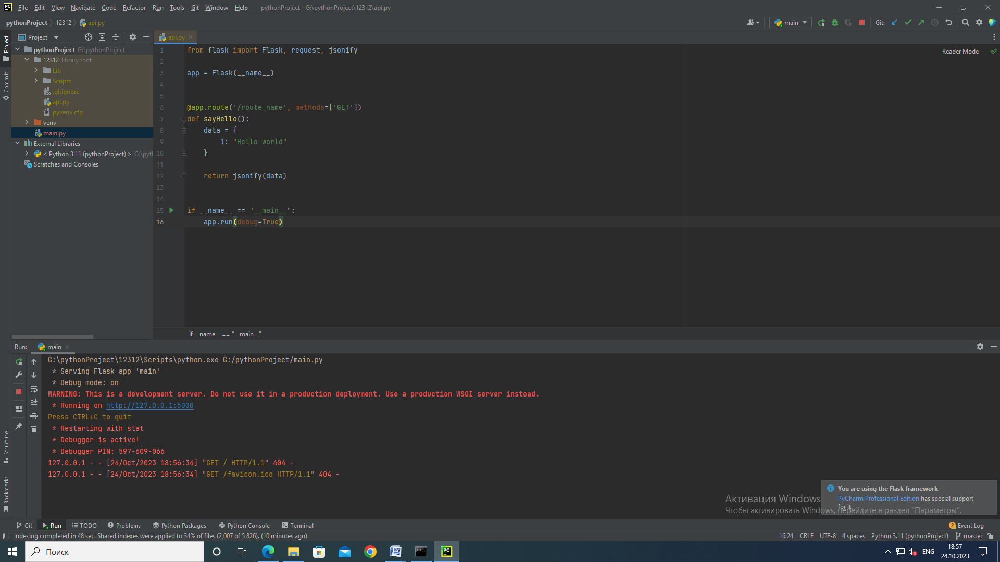 PC File Edit View Navigate Code Refactor Run Tools Git Window Help pythonProject - G:\pythonProject\12312\api.py
pythonProject 12312 api.py main Git:
Project
api.py
Project
Commit
Structure
Bookmarks
pythonProject G:\pythonProject
12312 library root
Lib
Scripts
.gitignore
api.py
pyvenv.cfg
venv
main.py
External Libraries
< Python 3.11 (pythonProject) > G:\pyth
Scratches and Consoles
Reader Mode
1 from flask import Flask, request, jsonify
2
3 app = Flask(__name__)
4
5
6 @app.route('/route_name', methods=['GET'])
7 def sayHello():
8 data = {
9 1: "Hello world"
10 }
11
12 return jsonify(data)
13
14
15 if __name__ == "__main__":
16 app.run(debug=True)
if __name__ == "__main__"
Run: main
G:\pythonProject\12312\Scripts\python.exe G:/pythonProject/main.py
* Serving Flask app 'main'
* Debug mode: on
WARNING: This is a development server. Do not use it in a production deployment. Use a production WSGI server instead.
* Running on http://127.0.0.1:5000
Press CTRL+C to quit
* Restarting with stat
* Debugger is active!
* Debugger PIN: 597-609-066
127.0.0.1 - - [24/Oct/2023 18:56:34] "GET / HTTP/1.1" 404 -
127.0.0.1 - - [24/Oct/2023 18:56:34] "GET /favicon.ico HTTP/1.1" 404 -
You are using the Flask framework
PyCharm Professional Edition has special support
for it.
Активация Windows
Чтобы активировать Windows, перейдите в раздел "Параметры".
Git Run TODO Problems Python Packages Python Console Terminal 2 Event Log
Indexing completed in 48 sec. Shared indexes were applied to 34% of files (2,007 of 5,826). (10 minutes ago) 16:24 CRLF UTF-8 4 spaces Python 3.11 (pythonProject) master
Поиск PC ENG 18:57
24.10.2023